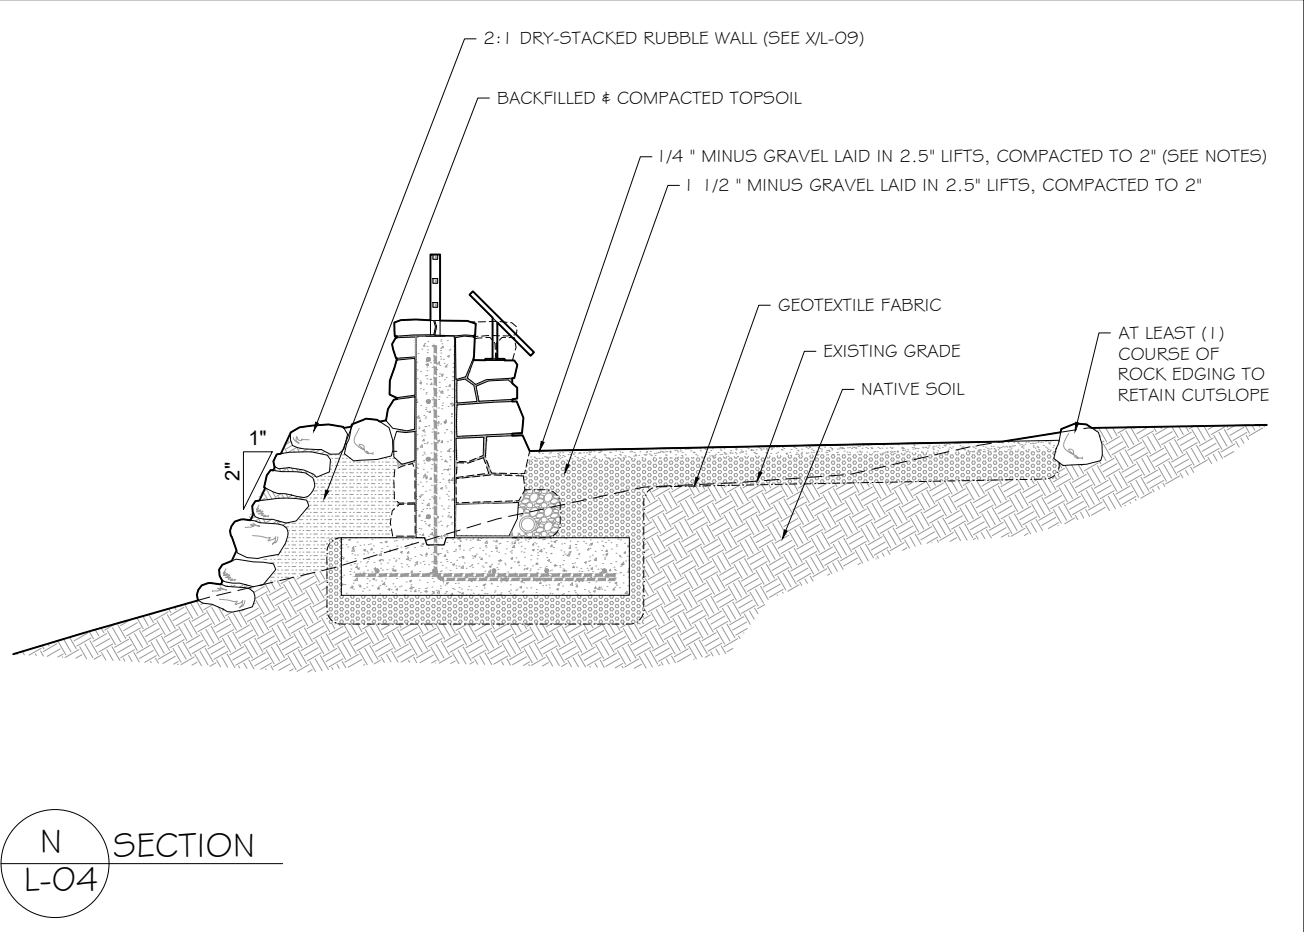 2:1 DRY-STACKED RUBBLE WALL (SEE X/L-09)
BACKFILLED & COMPACTED TOPSOIL
1/4 " MINUS GRAVEL LAID IN 2.5" LIFTS, COMPACTED TO 2" (SEE NOTES)
1 1/2 " MINUS GRAVEL LAID IN 2.5" LIFTS, COMPACTED TO 2"
GEOTEXTILE FABRIC
EXISTING GRADE
NATIVE SOIL
AT LEAST (1)
COURSE OF
ROCK EDGING TO
RETAIN CUTSLOPE
1"
2"
N
SECTION
L-04